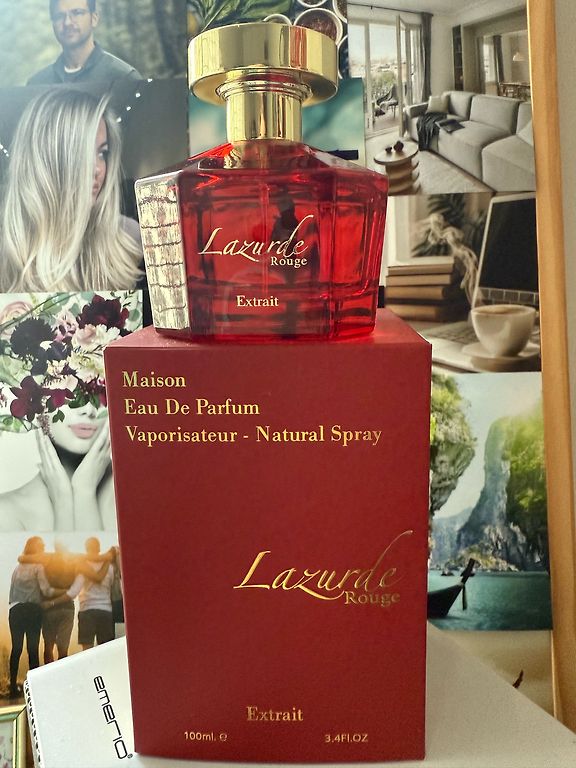 Lazurde
Rouge
Extrait
Maison
Eau De Parfum
Vaporisateur - Natural Spray
Lazurde
Rouge
Extrait
100ml. e 3.4Fl.OZ
emerio®